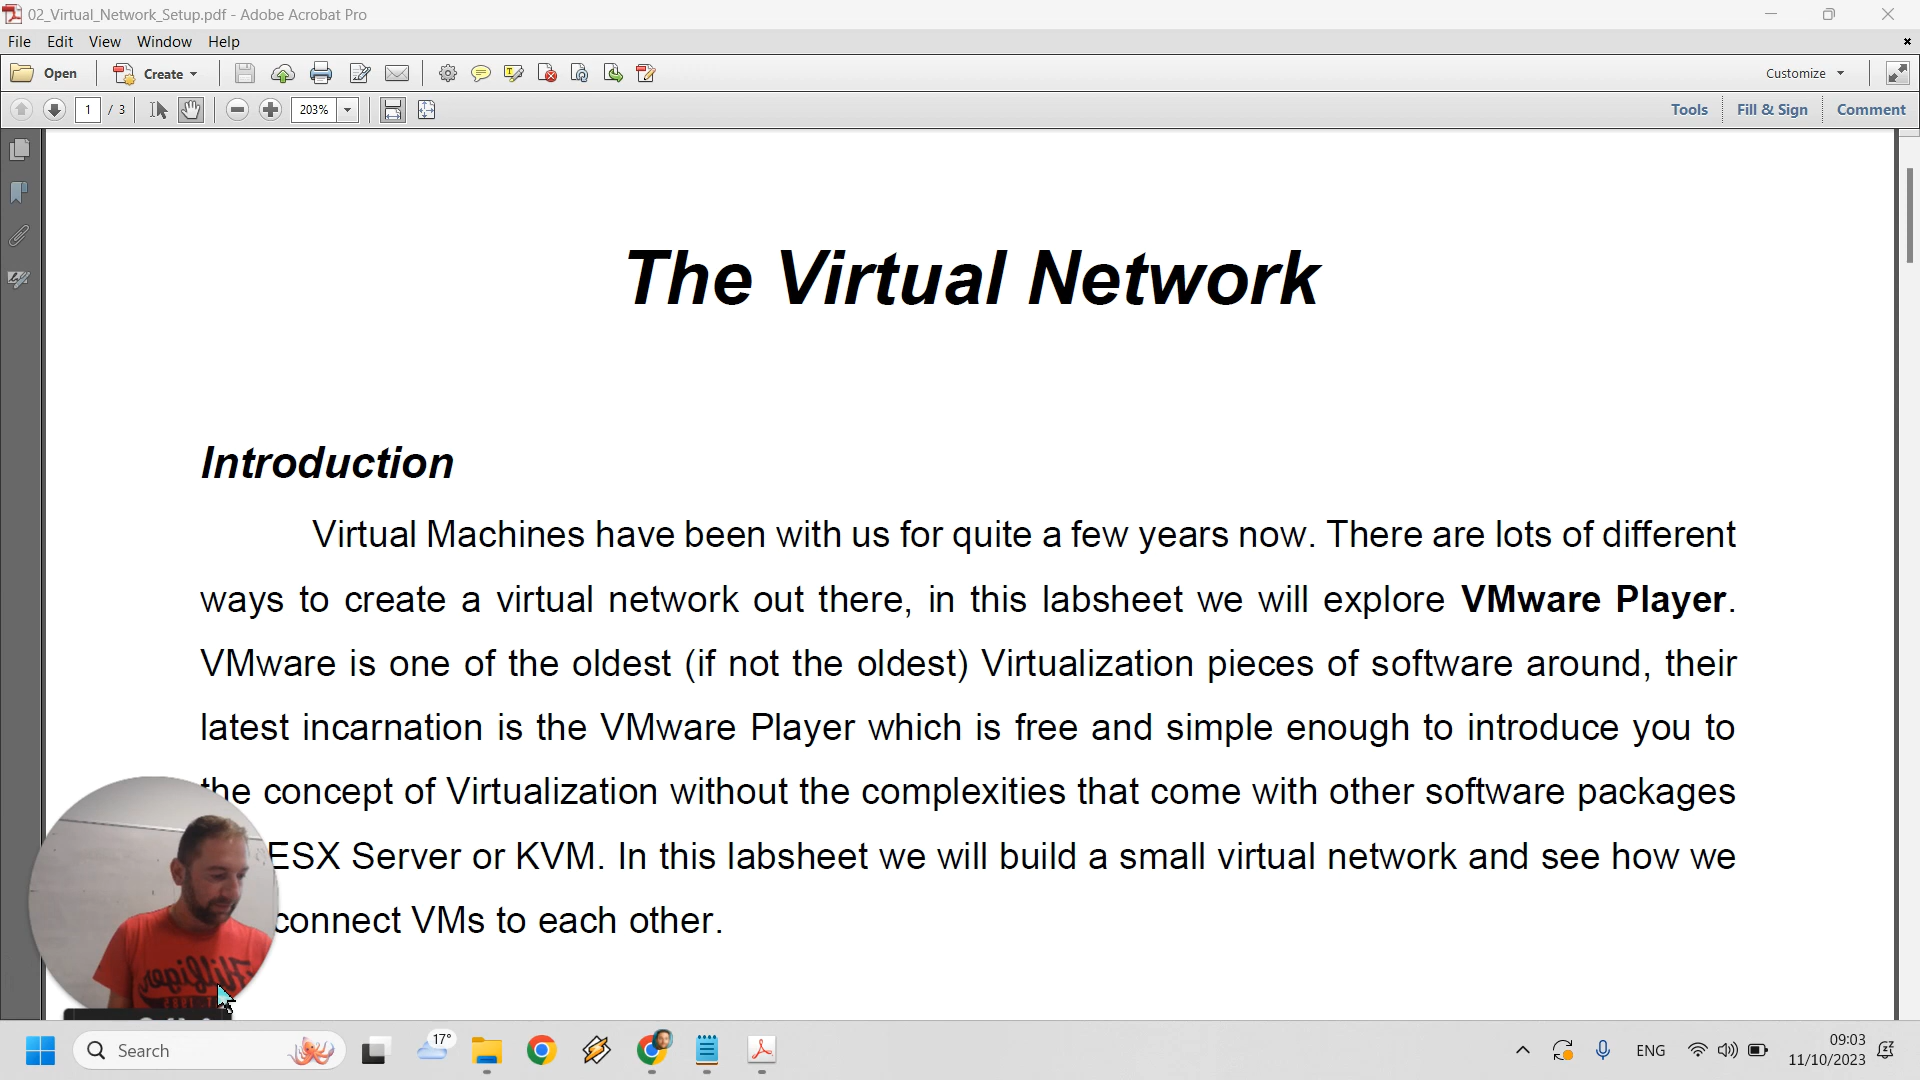 02_Virtual_Network_Setup.pdf - Adobe Acrobat Pro
File Edit View Window Help
Open Create Customize
1 / 3 203% Tools Fill & Sign Comment
The Virtual Network
Introduction
Virtual Machines have been with us for quite a few years now. There are lots of different
ways to create a virtual network out there, in this labsheet we will explore VMware Player.
VMware is one of the oldest (if not the oldest) Virtualization pieces of software around, their
latest incarnation is the VMware Player which is free and simple enough to introduce you to
the concept of Virtualization without the complexities that come with other software packages
ESX Server or KVM. In this labsheet we will build a small virtual network and see how we
connect VMs to each other.
Hilfiger
Search 17° ENG 09:03
11/10/2023